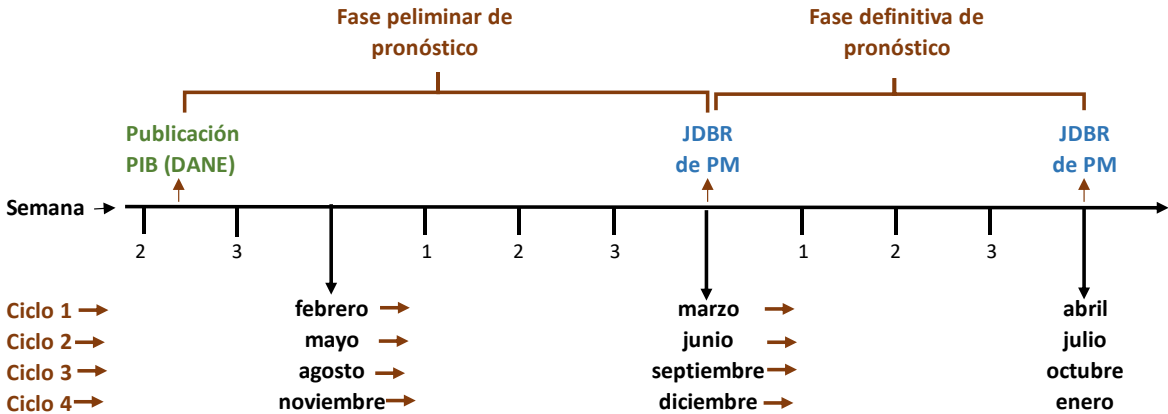 Fase peliminar de
pronóstico
Fase definitiva de
pronóstico
Publicación
PIB (DANE)
JDBR
de PM
JDBR
de PM
Semana
2 3 1 2 3 1 2 3
Ciclo 1 febrero marzo abril
Ciclo 2 mayo junio julio
Ciclo 3 agosto septiembre octubre
Ciclo 4 noviembre diciembre enero